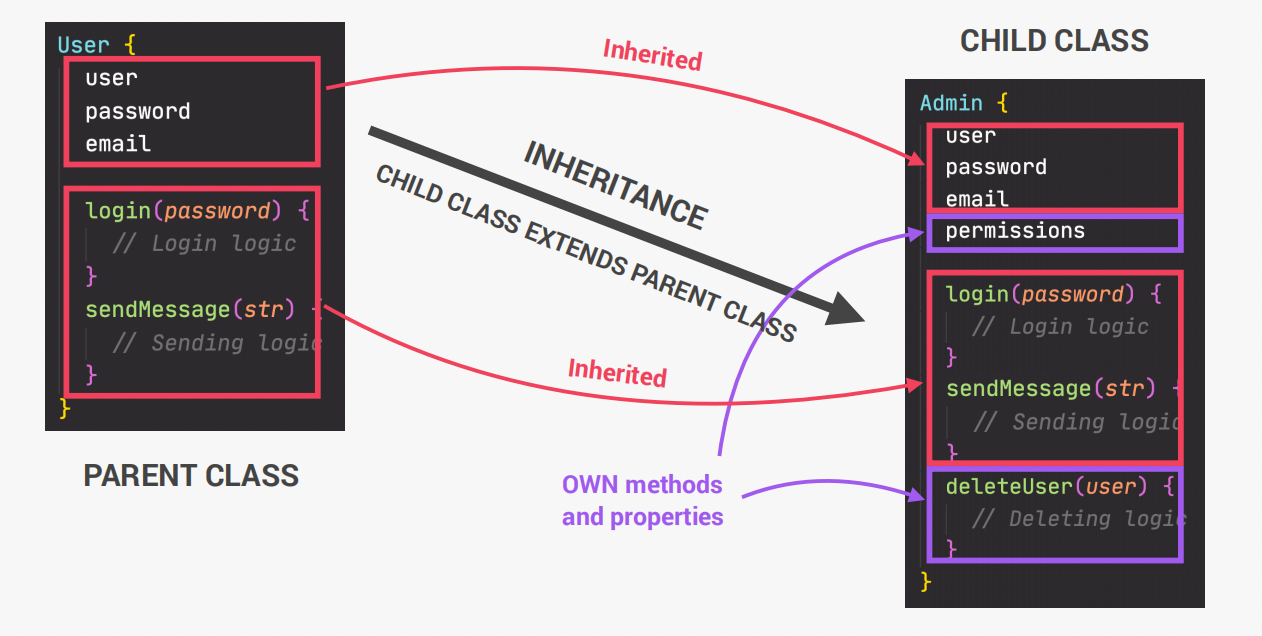 User {
user
password
email
login(password) {
// Login logic
}
sendMessage(str) {
// Sending logic
}
}
PARENT CLASS
Inherited
INHERITANCE
CHILD CLASS EXTENDS PARENT CLASS
Inherited
OWN methods
and properties
CHILD CLASS
Admin {
user
password
email
permissions
login(password) {
// Login logic
}
sendMessage(str) {
// Sending logic
}
deleteUser(user) {
// Deleting logic
}
}